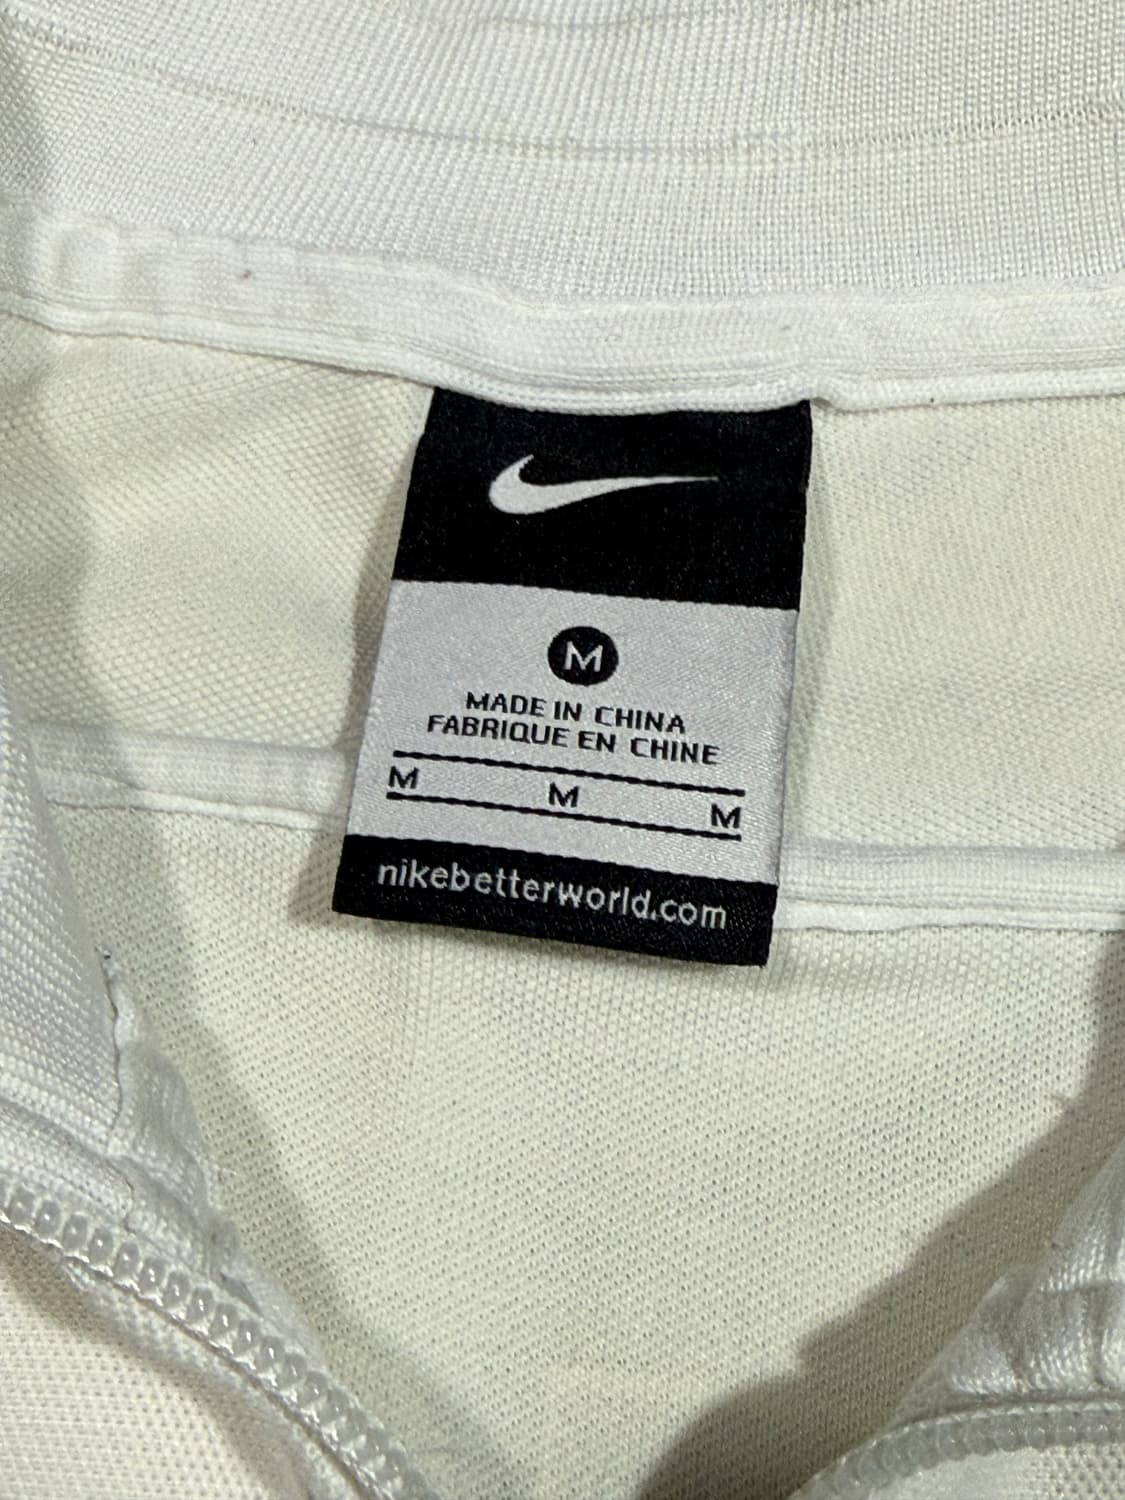 M
MADE IN CHINA
FABRIQUE EN CHINE
M M M
nikebetterworld.com